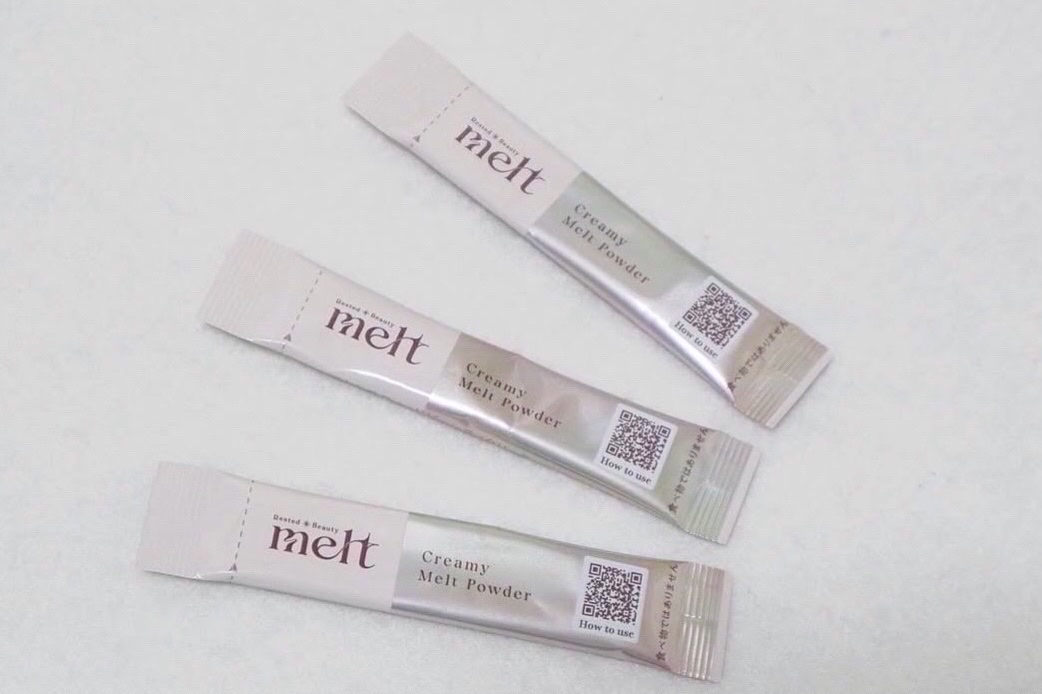 Rested ✳ Beauty
melt
Creamy
Melt Powder
How to use
食べ物ではありません
Rested ✳ Beauty
melt
Creamy
Melt Powder
How to use
食べ物ではありません
Rested ✳ Beauty
melt
Creamy
Melt Powder
How to use
食べ物ではありません